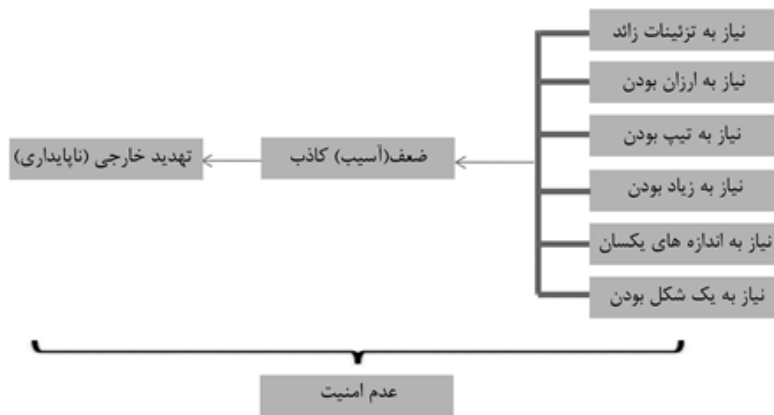 نیاز به تزئینات زائد
نیاز به ارزان بودن
نیاز به تیپ بودن
نیاز به زیاد بودن
نیاز به اندازه های یکسان
نیاز به یک شکل بودن
ضعف(آسیب) کاذب
تهدید خارجی (ناپایداری)
عدم امنیت